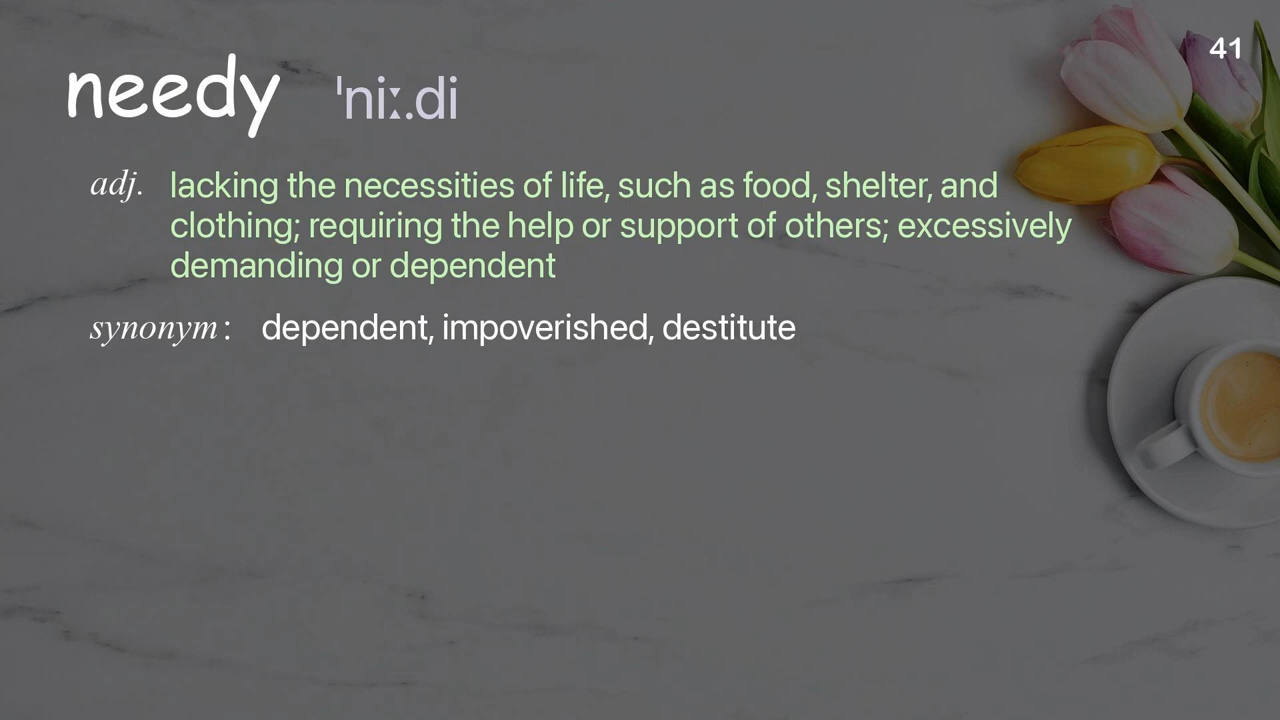 41
needy ˈniː.di
adj. lacking the necessities of life, such as food, shelter, and
clothing; requiring the help or support of others; excessively
demanding or dependent
synonym: dependent, impoverished, destitute